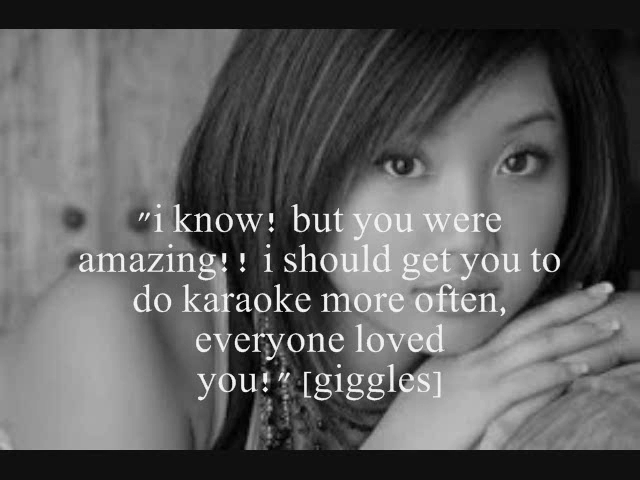 "i know! but you were
amazing!! i should get you to
do karaoke more often,
everyone loved
you!" [giggles]